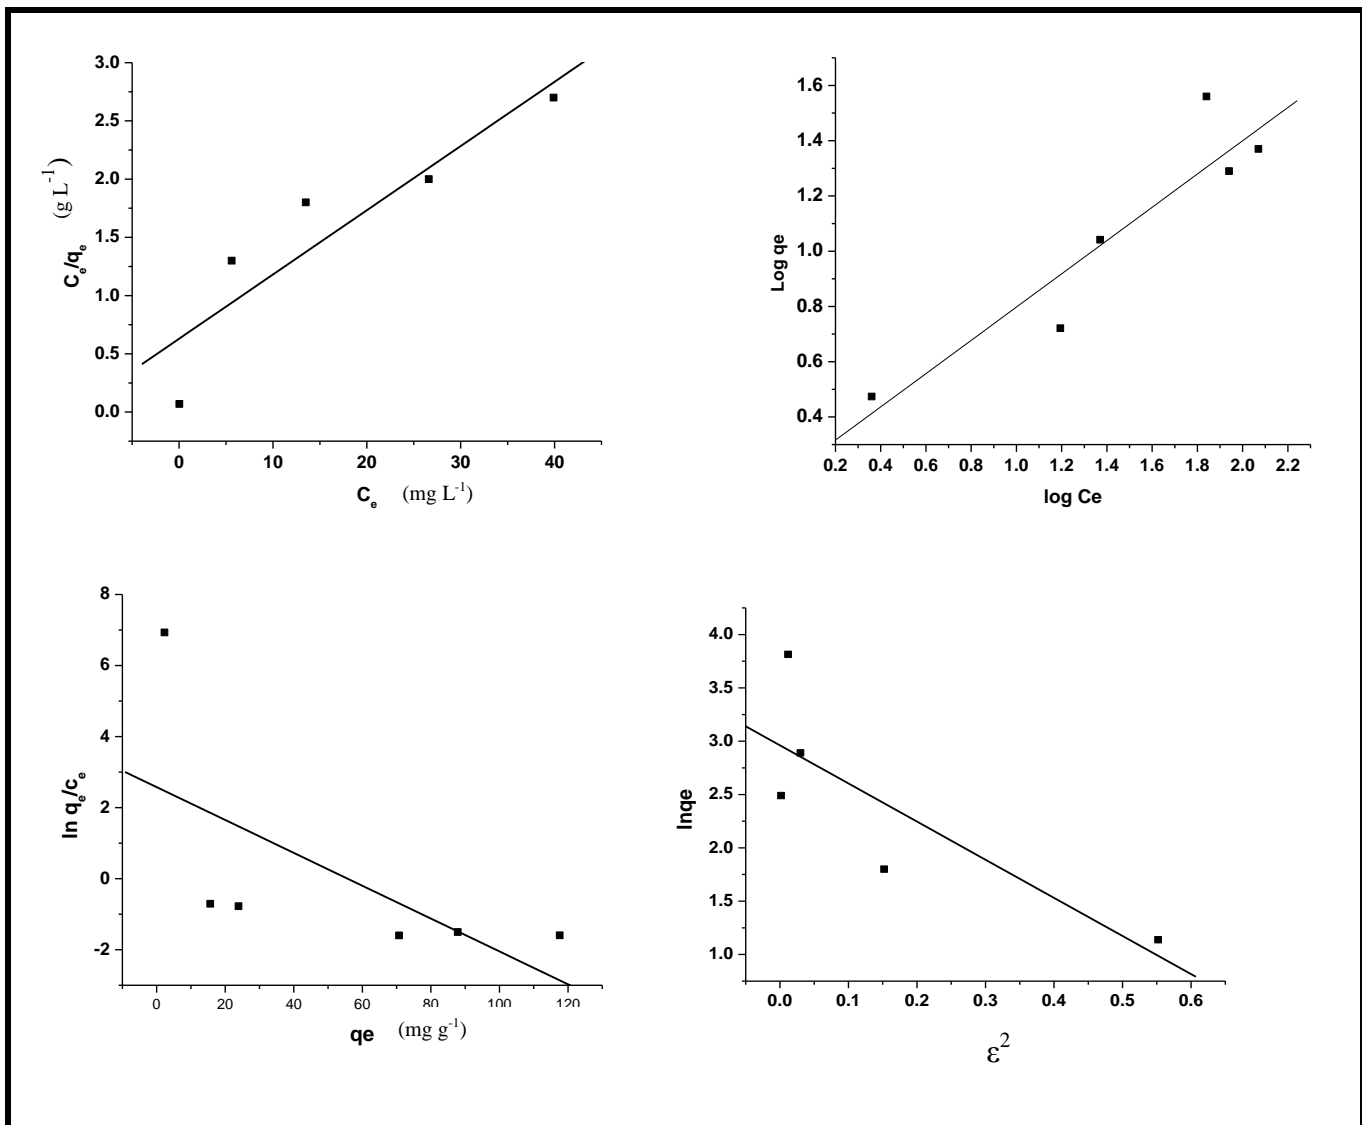 3.0
2.5
2.0
1.5
1.0
0.5
0.0
Ce/qe (g L-1)
0 10 20 30 40
Ce (mg L-1)
1.6
1.4
1.2
1.0
0.8
0.6
0.4
Log qe
0.2 0.4 0.6 0.8 1.0 1.2 1.4 1.6 1.8 2.0 2.2
log Ce
8
6
4
2
0
-2
ln qe/ce
0 20 40 60 80 100 120
qe (mg g-1)
4.0
3.5
3.0
2.5
2.0
1.5
1.0
lnqe
0.0 0.1 0.2 0.3 0.4 0.5 0.6
ε2